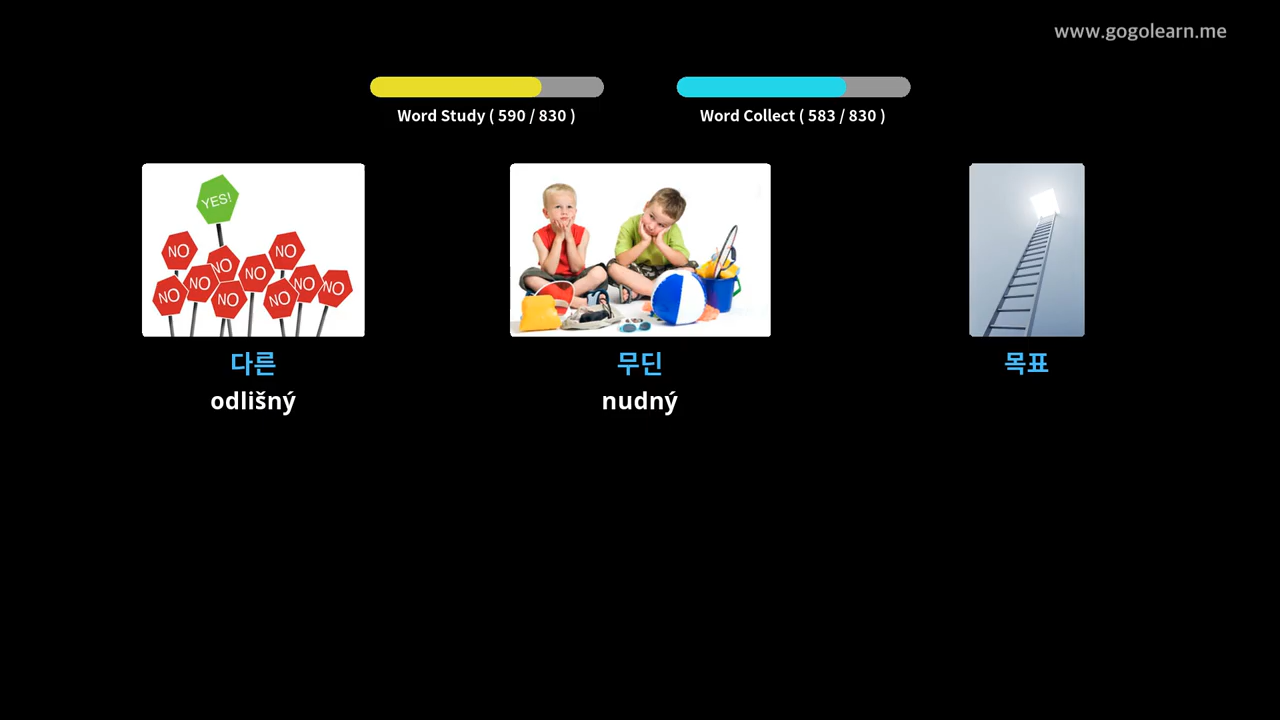 www.gogolearn.me
Word Study ( 590 / 830 )
Word Collect ( 583 / 830 )
YES!
NO
NO
NO
NO
NO
NO
NO
NO
NO
NO
다른
odlišný
무딘
nudný
목표